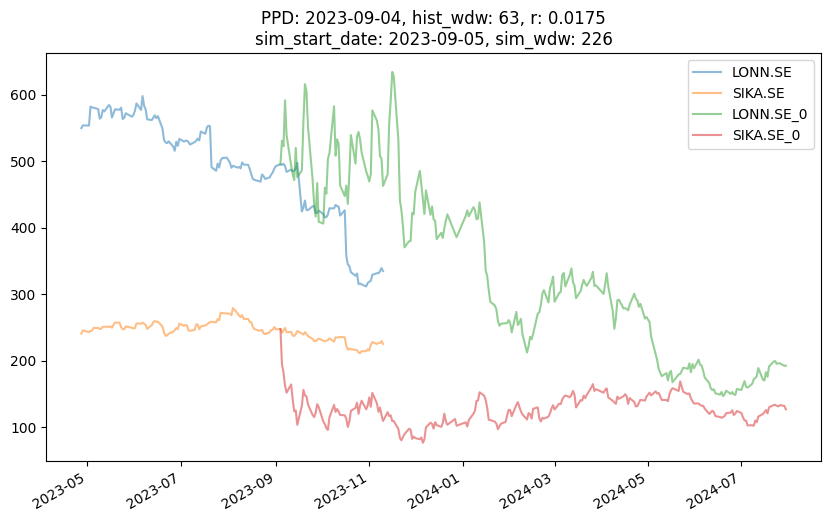 PPD: 2023-09-04, hist_wdw: 63, r: 0.0175
sim_start_date: 2023-09-05, sim_wdw: 226
LONN.SE
SIKA.SE
LONN.SE_0
SIKA.SE_0
600
500
400
300
200
100
2023-05
2023-07
2023-09
2023-11
2024-01
2024-03
2024-05
2024-07